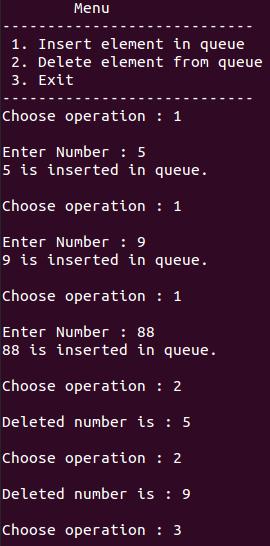 Menu
----------------------------
1. Insert element in queue
2. Delete element from queue
3. Exit
----------------------------
Choose operation : 1
Enter Number : 5
5 is inserted in queue.
Choose operation : 1
Enter Number : 9
9 is inserted in queue.
Choose operation : 1
Enter Number : 88
88 is inserted in queue.
Choose operation : 2
Deleted number is : 5
Choose operation : 2
Deleted number is : 9
Choose operation : 3